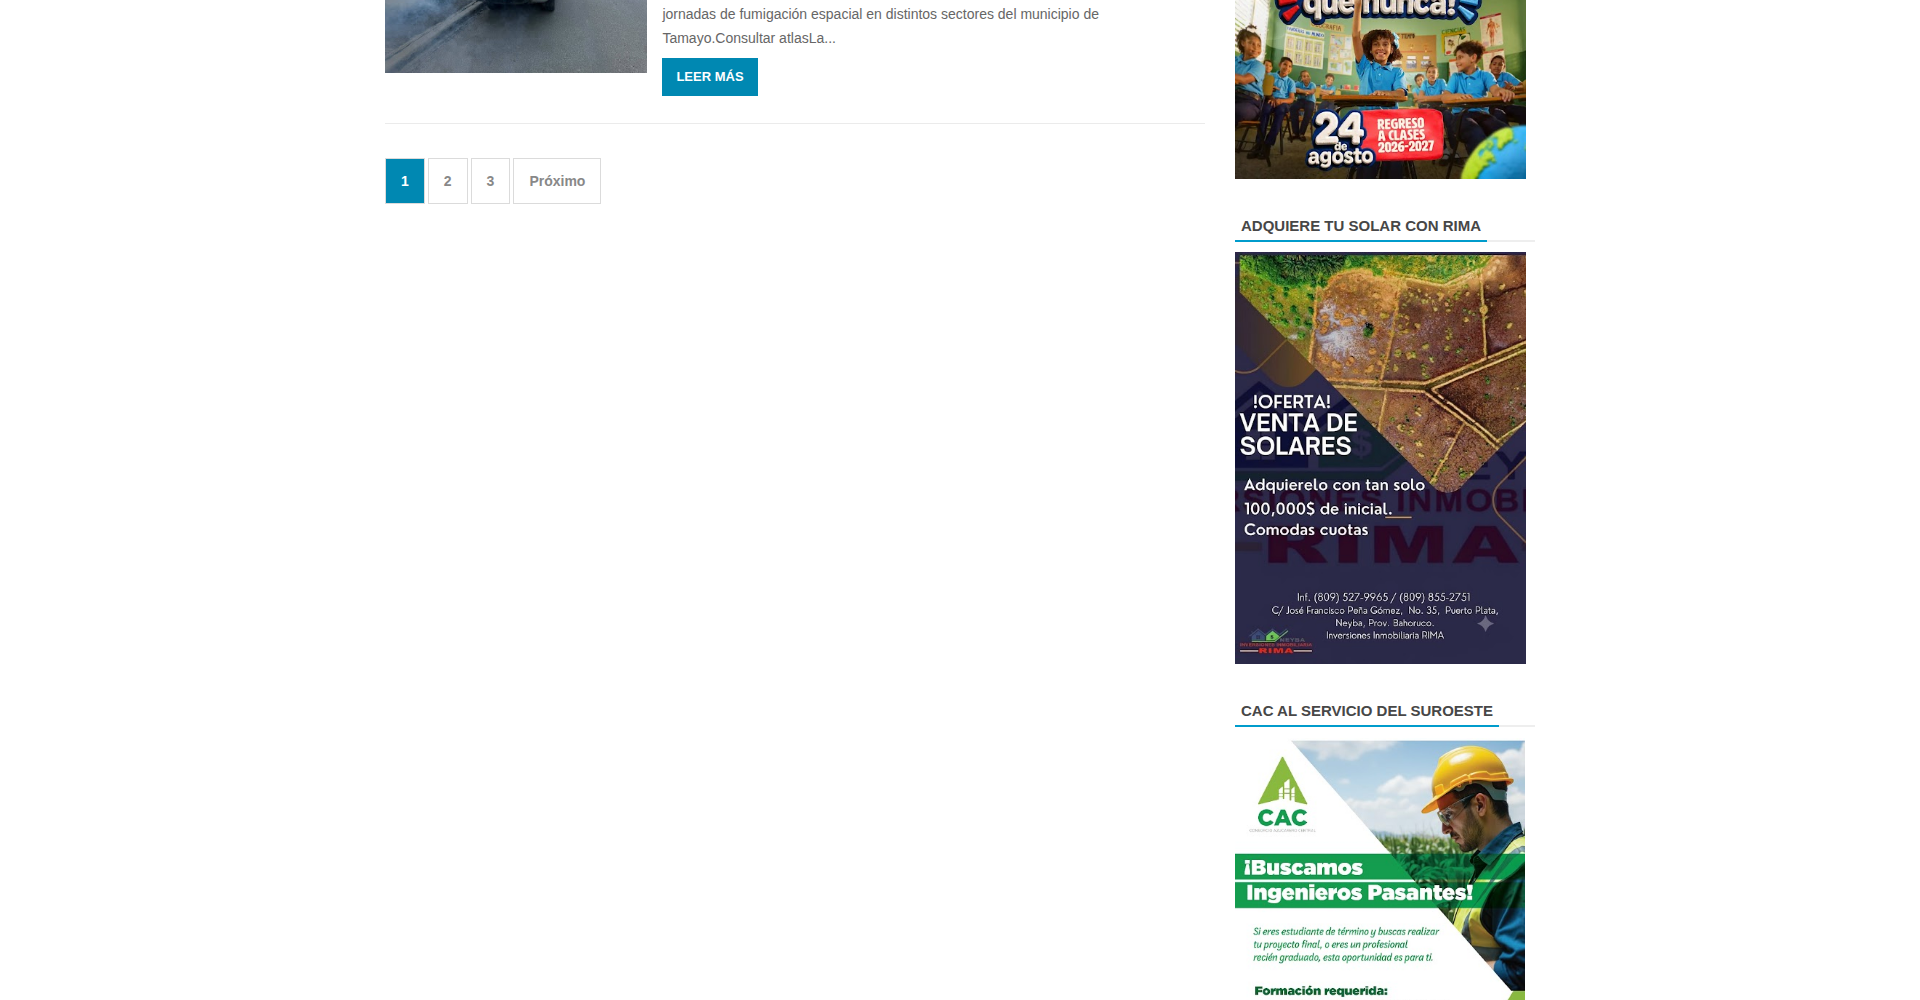 jornadas de fumigación espacial en distintos sectores del municipio de
Tamayo.Consultar atlasLa...
LEER MÁS
1
2
3
Próximo
que nunca!
24
de
agosto
REGRESO
A CLASES
2026-2027
ADQUIERE TU SOLAR CON RIMA
!OFERTA!
VENTA DE
SOLARES
Adquierelo con tan solo
100,000$ de inicial.
Comodas cuotas
RIMA
Inf. (809) 527-9965 / (809) 855-2751
C/ José Francisco Peña Gómez, No. 35, Puerto Plata,
Neyba, Prov. Bahoruco.
Inversiones Inmobiliaria RIMA
NEYBA
RIMA
CAC AL SERVICIO DEL SUROESTE
CAC
¡Buscamos
Ingenieros Pasantes!
Si eres estudiante de término y buscas realizar
tu proyecto final, o eres un profesional
recién graduado, esta oportunidad es para ti.
Formación requerida: